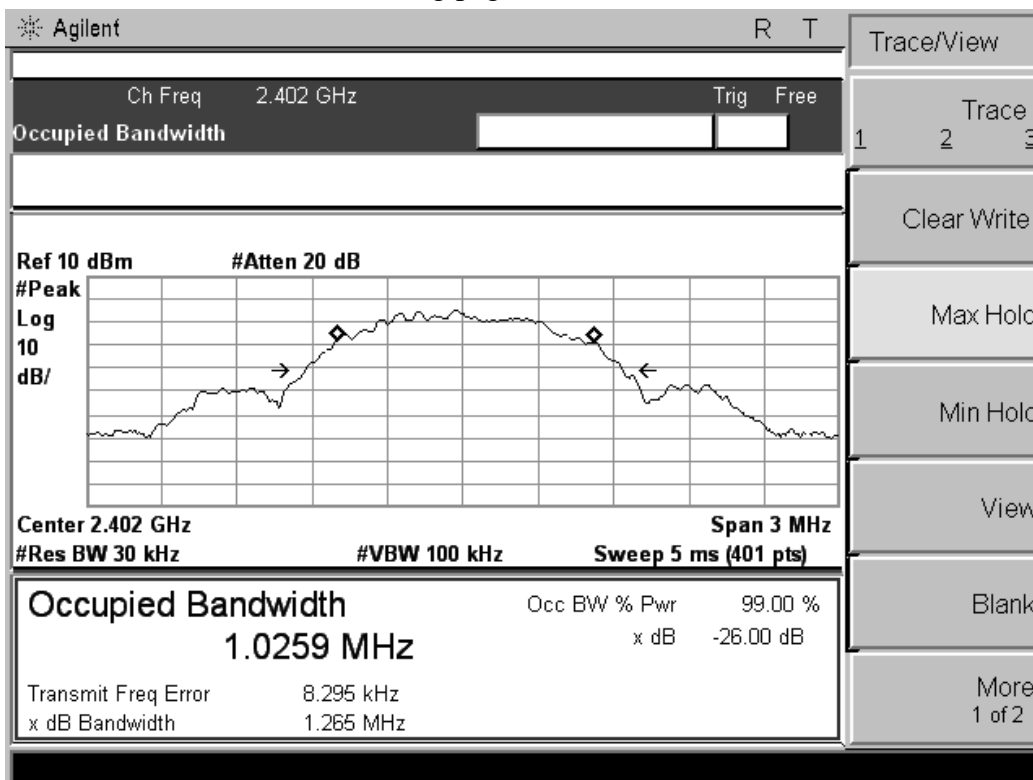 Agilent R T
Trace/View
Ch Freq 2.402 GHz Trig Free
Occupied Bandwidth
Trace
1 2 3
Clear Write
Max Hold
Min Hold
View
Blank
More
1 of 2
Ref 10 dBm #Atten 20 dB
#Peak
Log
10
dB/
Center 2.402 GHz Span 3 MHz
#Res BW 30 kHz #VBW 100 kHz Sweep 5 ms (401 pts)
Occupied Bandwidth Occ BW % Pwr 99.00 %
1.0259 MHz x dB -26.00 dB
Transmit Freq Error 8.295 kHz
x dB Bandwidth 1.265 MHz